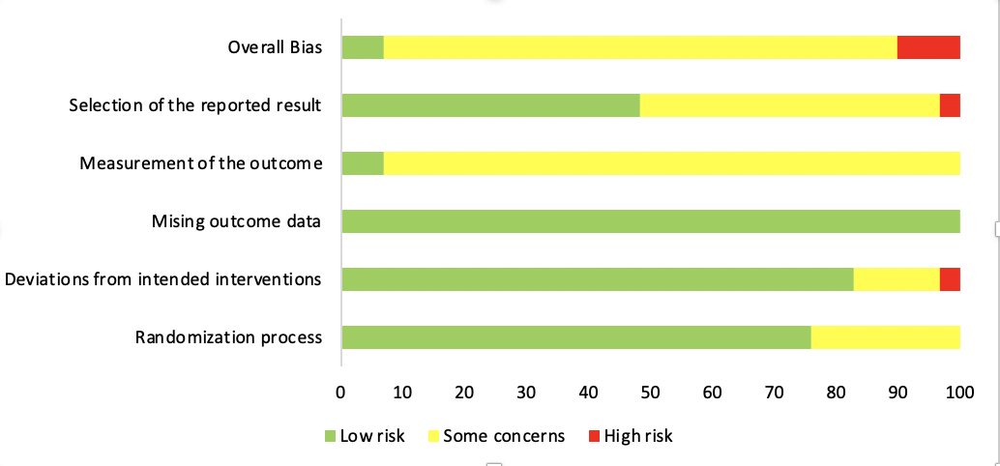 Overall Bias
Selection of the reported result
Measurement of the outcome
Mising outcome data
Deviations from intended interventions
Randomization process
0 10 20 30 40 50 60 70 80 90 100
Low risk Some concerns High risk